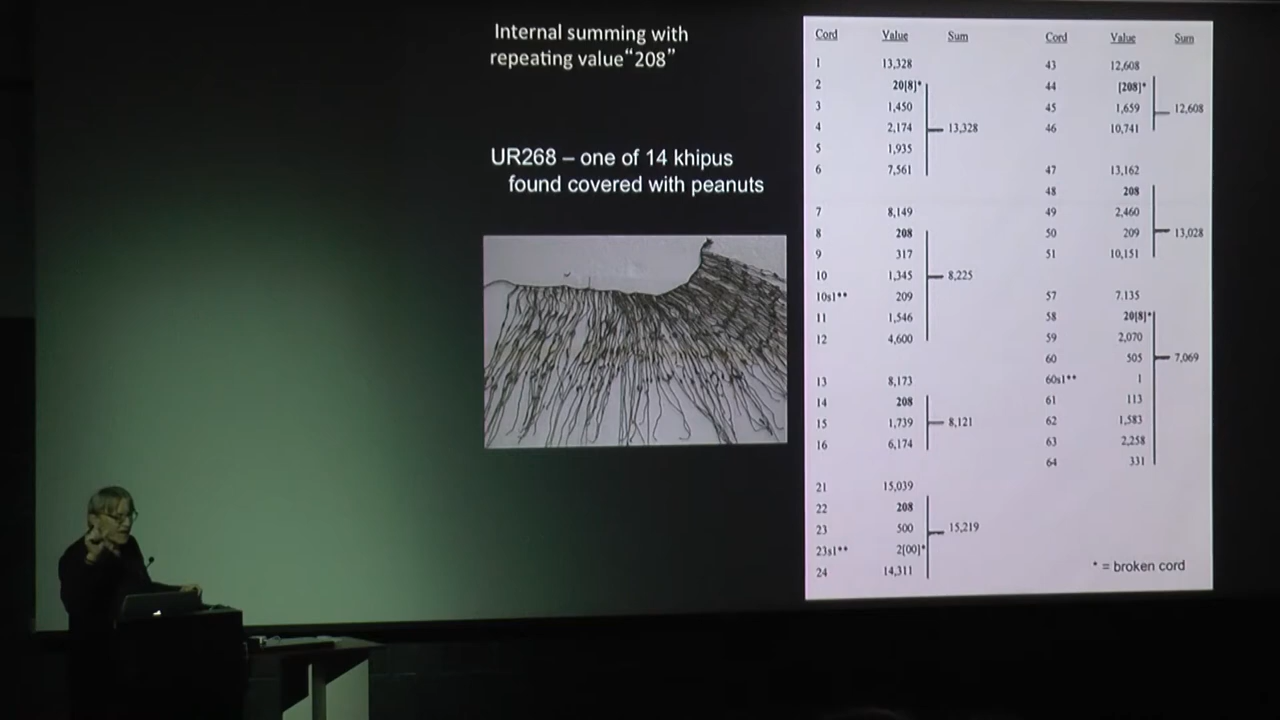 Internal summing with
repeating value“208”
UR268 – one of 14 khipus
found covered with peanuts
Cord Value Sum
1 13,328
2 20[8]*
3 1,450
4 2,174 13,328
5 1,935
6 7,561
7 8,149
8 208
9 317
10 1,345 8,225
10s1** 209
11 1,546
12 4,600
13 8,173
14 208
15 1,739 8,121
16 6,174
21 15,039
22 208
23 500 15,219
23s1** 2[00]*
24 14,311
Cord Value Sum
43 12,608
44 [208]*
45 1,659 12,608
46 10,741
47 13,162
48 208
49 2,460
50 209 13,028
51 10,151
57 7.135
58 20[8]*
59 2,070
60 505 7,069
60s1** 1
61 113
62 1,583
63 2,258
64 331
* = broken cord